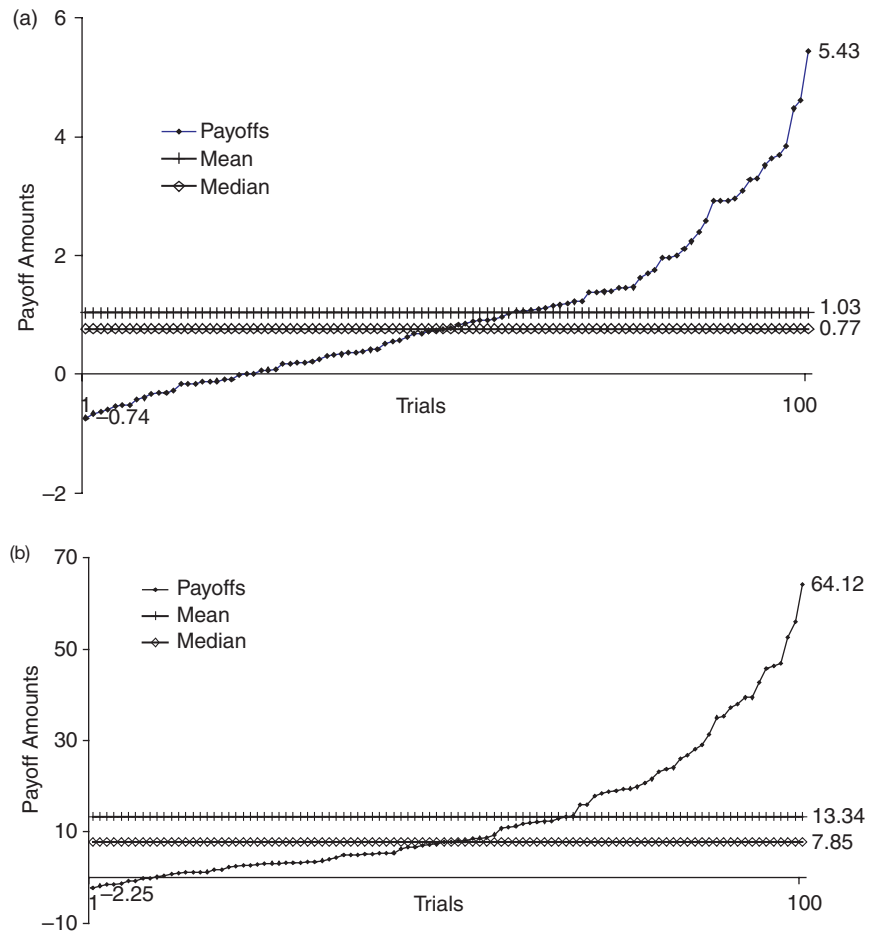 (a)
6
4
2
0
–2
Payoff Amounts
Payoffs
Mean
Median
5.43
1.03
0.77
1
–0.74
Trials
100
(b)
70
50
30
10
–10
Payoff Amounts
Payoffs
Mean
Median
64.12
13.34
7.85
1
–2.25
Trials
100